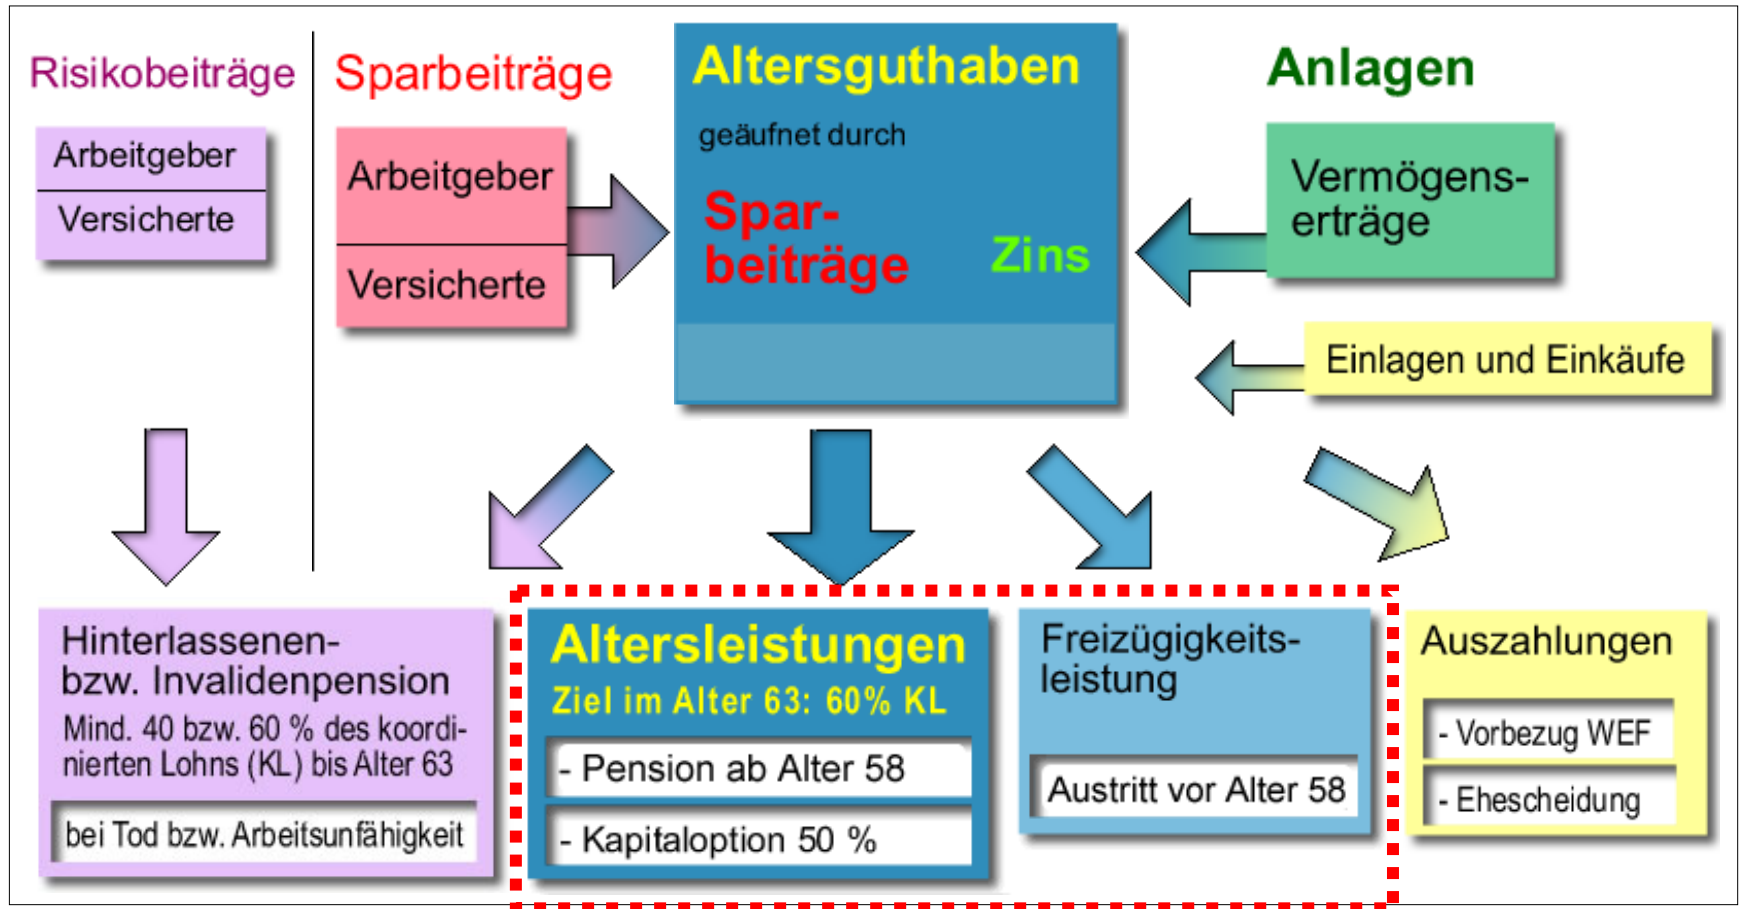 Risikobeiträge
Arbeitgeber
Versicherte
Sparbeiträge
Arbeitgeber
Versicherte
Altersguthaben
geäufnet durch
Spar-
beiträge
Zins
Anlagen
Vermögens-
erträge
Einlagen und Einkäufe
Hinterlassenen-
bzw. Invalidenpension
Mind. 40 bzw. 60 % des koordi-
nierten Lohns (KL) bis Alter 63
bei Tod bzw. Arbeitsunfähigkeit
Altersleistungen
Ziel im Alter 63: 60% KL
- Pension ab Alter 58
- Kapitaloption 50 %
Freizügigkeits-
leistung
Austritt vor Alter 58
Auszahlungen
- Vorbezug WEF
- Ehescheidung